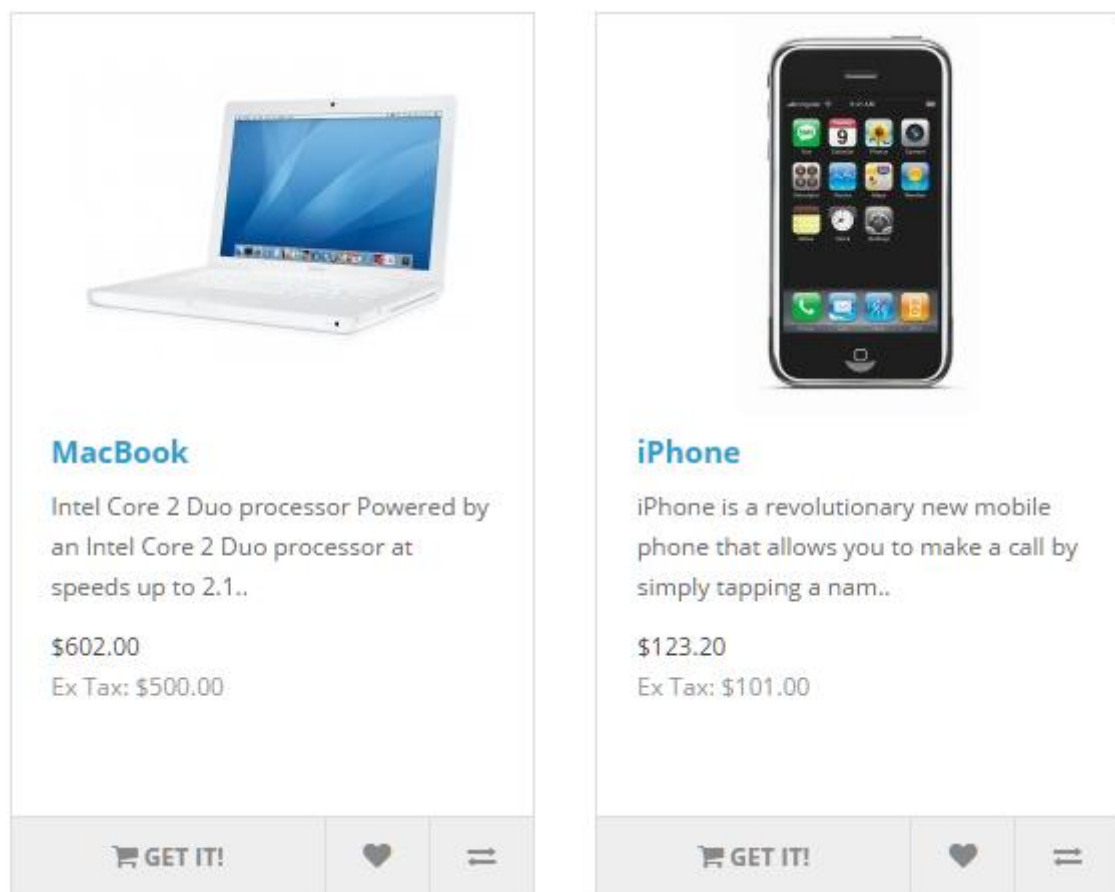 MacBook
Intel Core 2 Duo processor Powered by
an Intel Core 2 Duo processor at
speeds up to 2.1..
$602.00
Ex Tax: $500.00
GET IT!
iPhone
iPhone is a revolutionary new mobile
phone that allows you to make a call by
simply tapping a nam..
$123.20
Ex Tax: $101.00
GET IT!